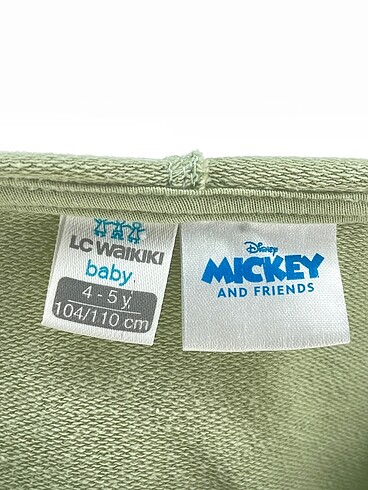 LC WAIKIKI
baby
4 - 5 y
104/110 cm
Disney
MICKEY
AND FRIENDS